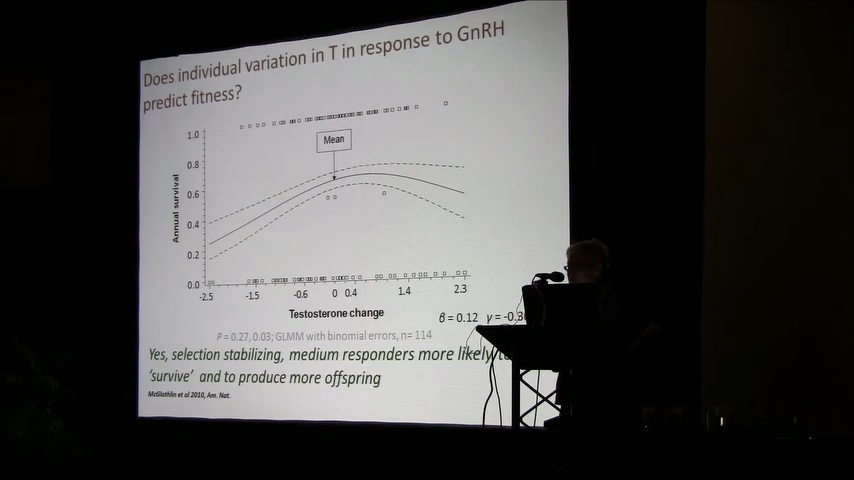 Does individual variation in T in response to GnRH
predict fitness?
Mean
1.0
0.8
0.6
0.4
0.2
0.0
Annual survival
-2.5 -1.5 -0.6 0 0.4 1.4 2.3
Testosterone change
β = 0.12 γ = -0.3
P = 0.27, 0.03; GLMM with binomial errors, n= 114
Yes, selection stabilizing, medium responders more likely
'survive' and to produce more offspring
McGlothlin et al 2010, Am. Nat.